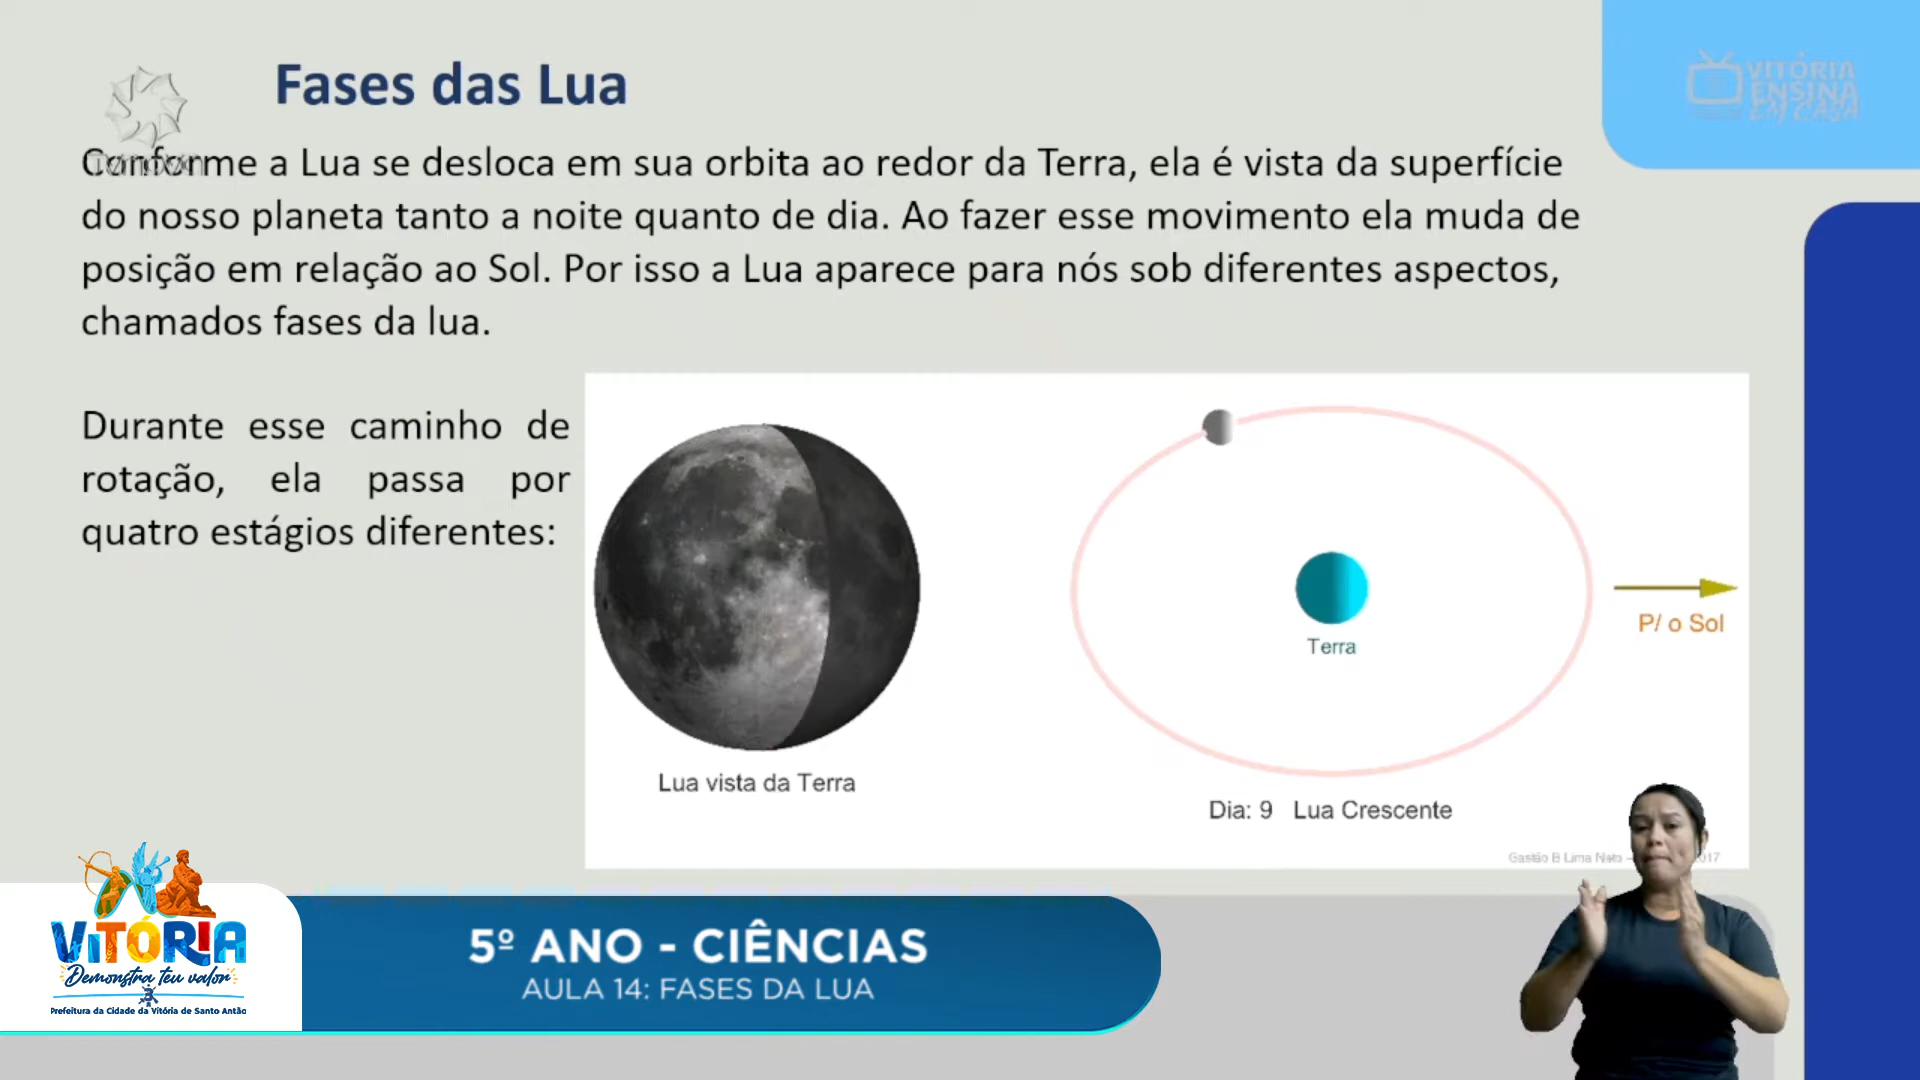 Fases das Lua
Conforme a Lua se desloca em sua orbita ao redor da Terra, ela é vista da superfície
do nosso planeta tanto a noite quanto de dia. Ao fazer esse movimento ela muda de
posição em relação ao Sol. Por isso a Lua aparece para nós sob diferentes aspectos,
chamados fases da lua.
Durante esse caminho de
rotação, ela passa por
quatro estágios diferentes:
Lua vista da Terra
Terra
P/ o Sol
Dia: 9 Lua Crescente
Gastão B Lima Neto
VITÓRIA
ENSINA
EM CASA
VITÓRIA
Demonstra teu valor
Prefeitura da Cidade da Vitória de Santo Antão
5º ANO - CIÊNCIAS
AULA 14: FASES DA LUA